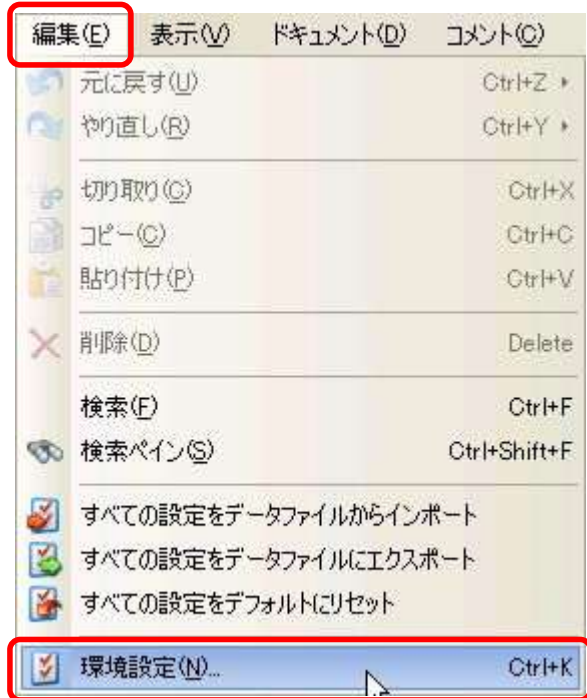 編集(E) 表示(V) ドキュメント(D) コメント(C)
元に戻す(U) Ctrl+Z
やり直し(R) Ctrl+Y
切り取り(C) Ctrl+X
コピー(C) Ctrl+C
貼り付け(P) Ctrl+V
削除(D) Delete
検索(F) Ctrl+F
検索ペイン(S) Ctrl+Shift+F
すべての設定をデータファイルからインポート
すべての設定をデータファイルにエクスポート
すべての設定をデフォルトにリセット
環境設定(N)... Ctrl+K